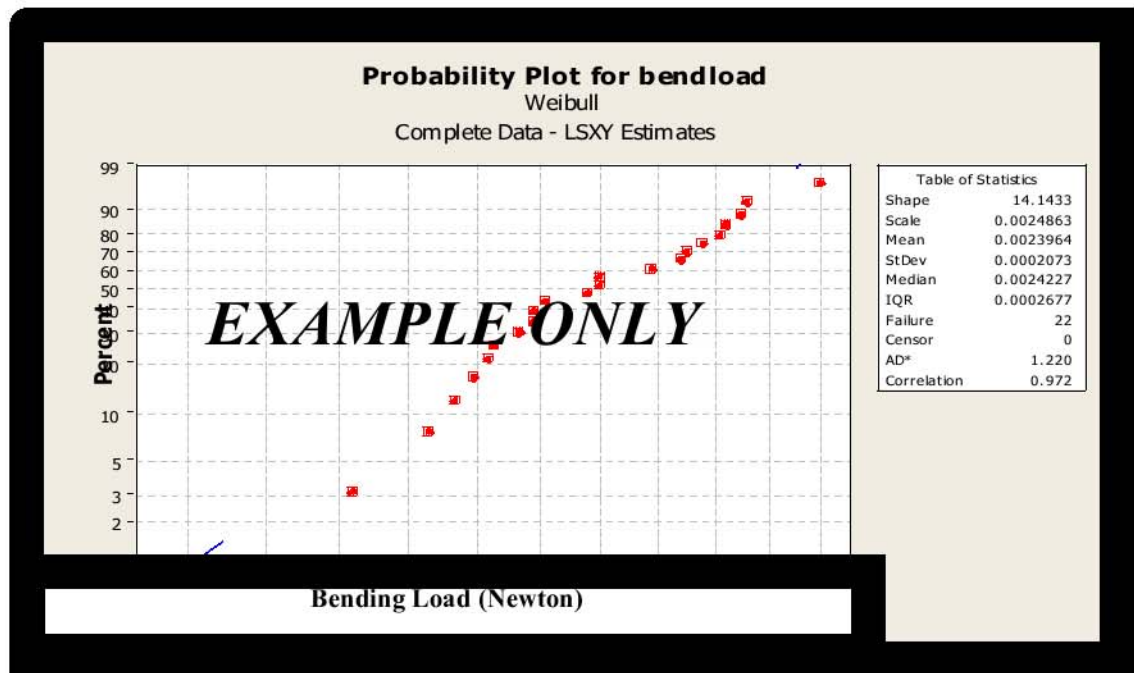 Probability Plot for bendload
Weibull
Complete Data - LSXY Estimates
99
90
80
70
60
50
EXAMPLE ONLY
Percent
10
5
3
2
Table of Statistics
Shape 14.1433
Scale 0.0024863
Mean 0.0023964
StDev 0.0002073
Median 0.0024227
IQR 0.0002677
Failure 22
Censor 0
AD* 1.220
Correlation 0.972
Bending Load (Newton)